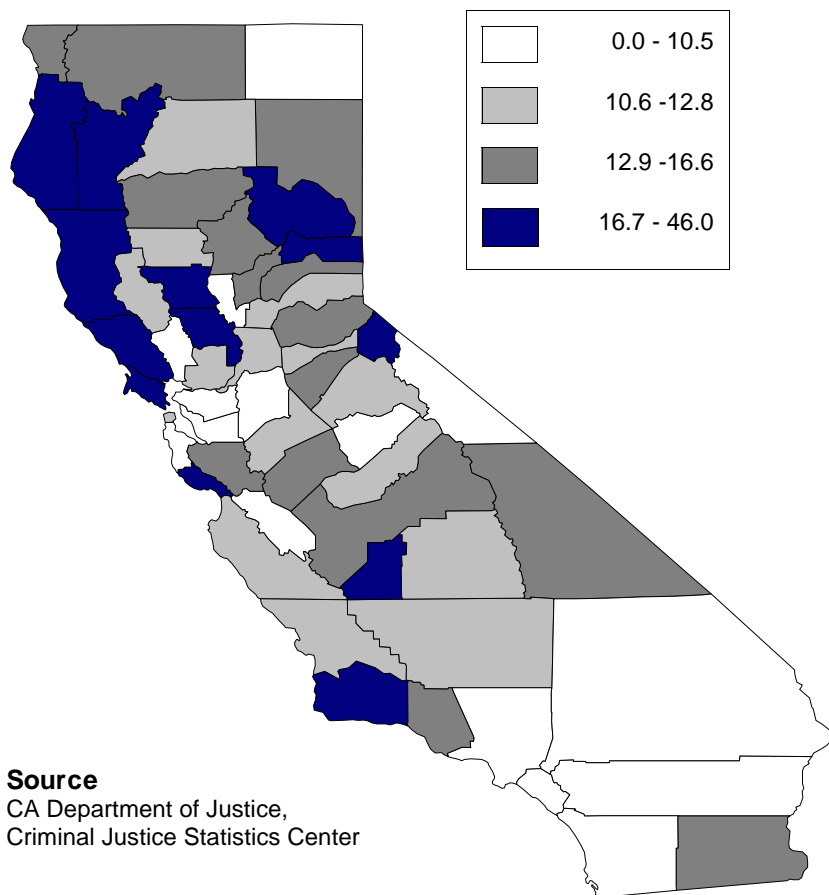 0.0 - 10.5
10.6 -12.8
12.9 -16.6
16.7 - 46.0
Source
CA Department of Justice,
Criminal Justice Statistics Center